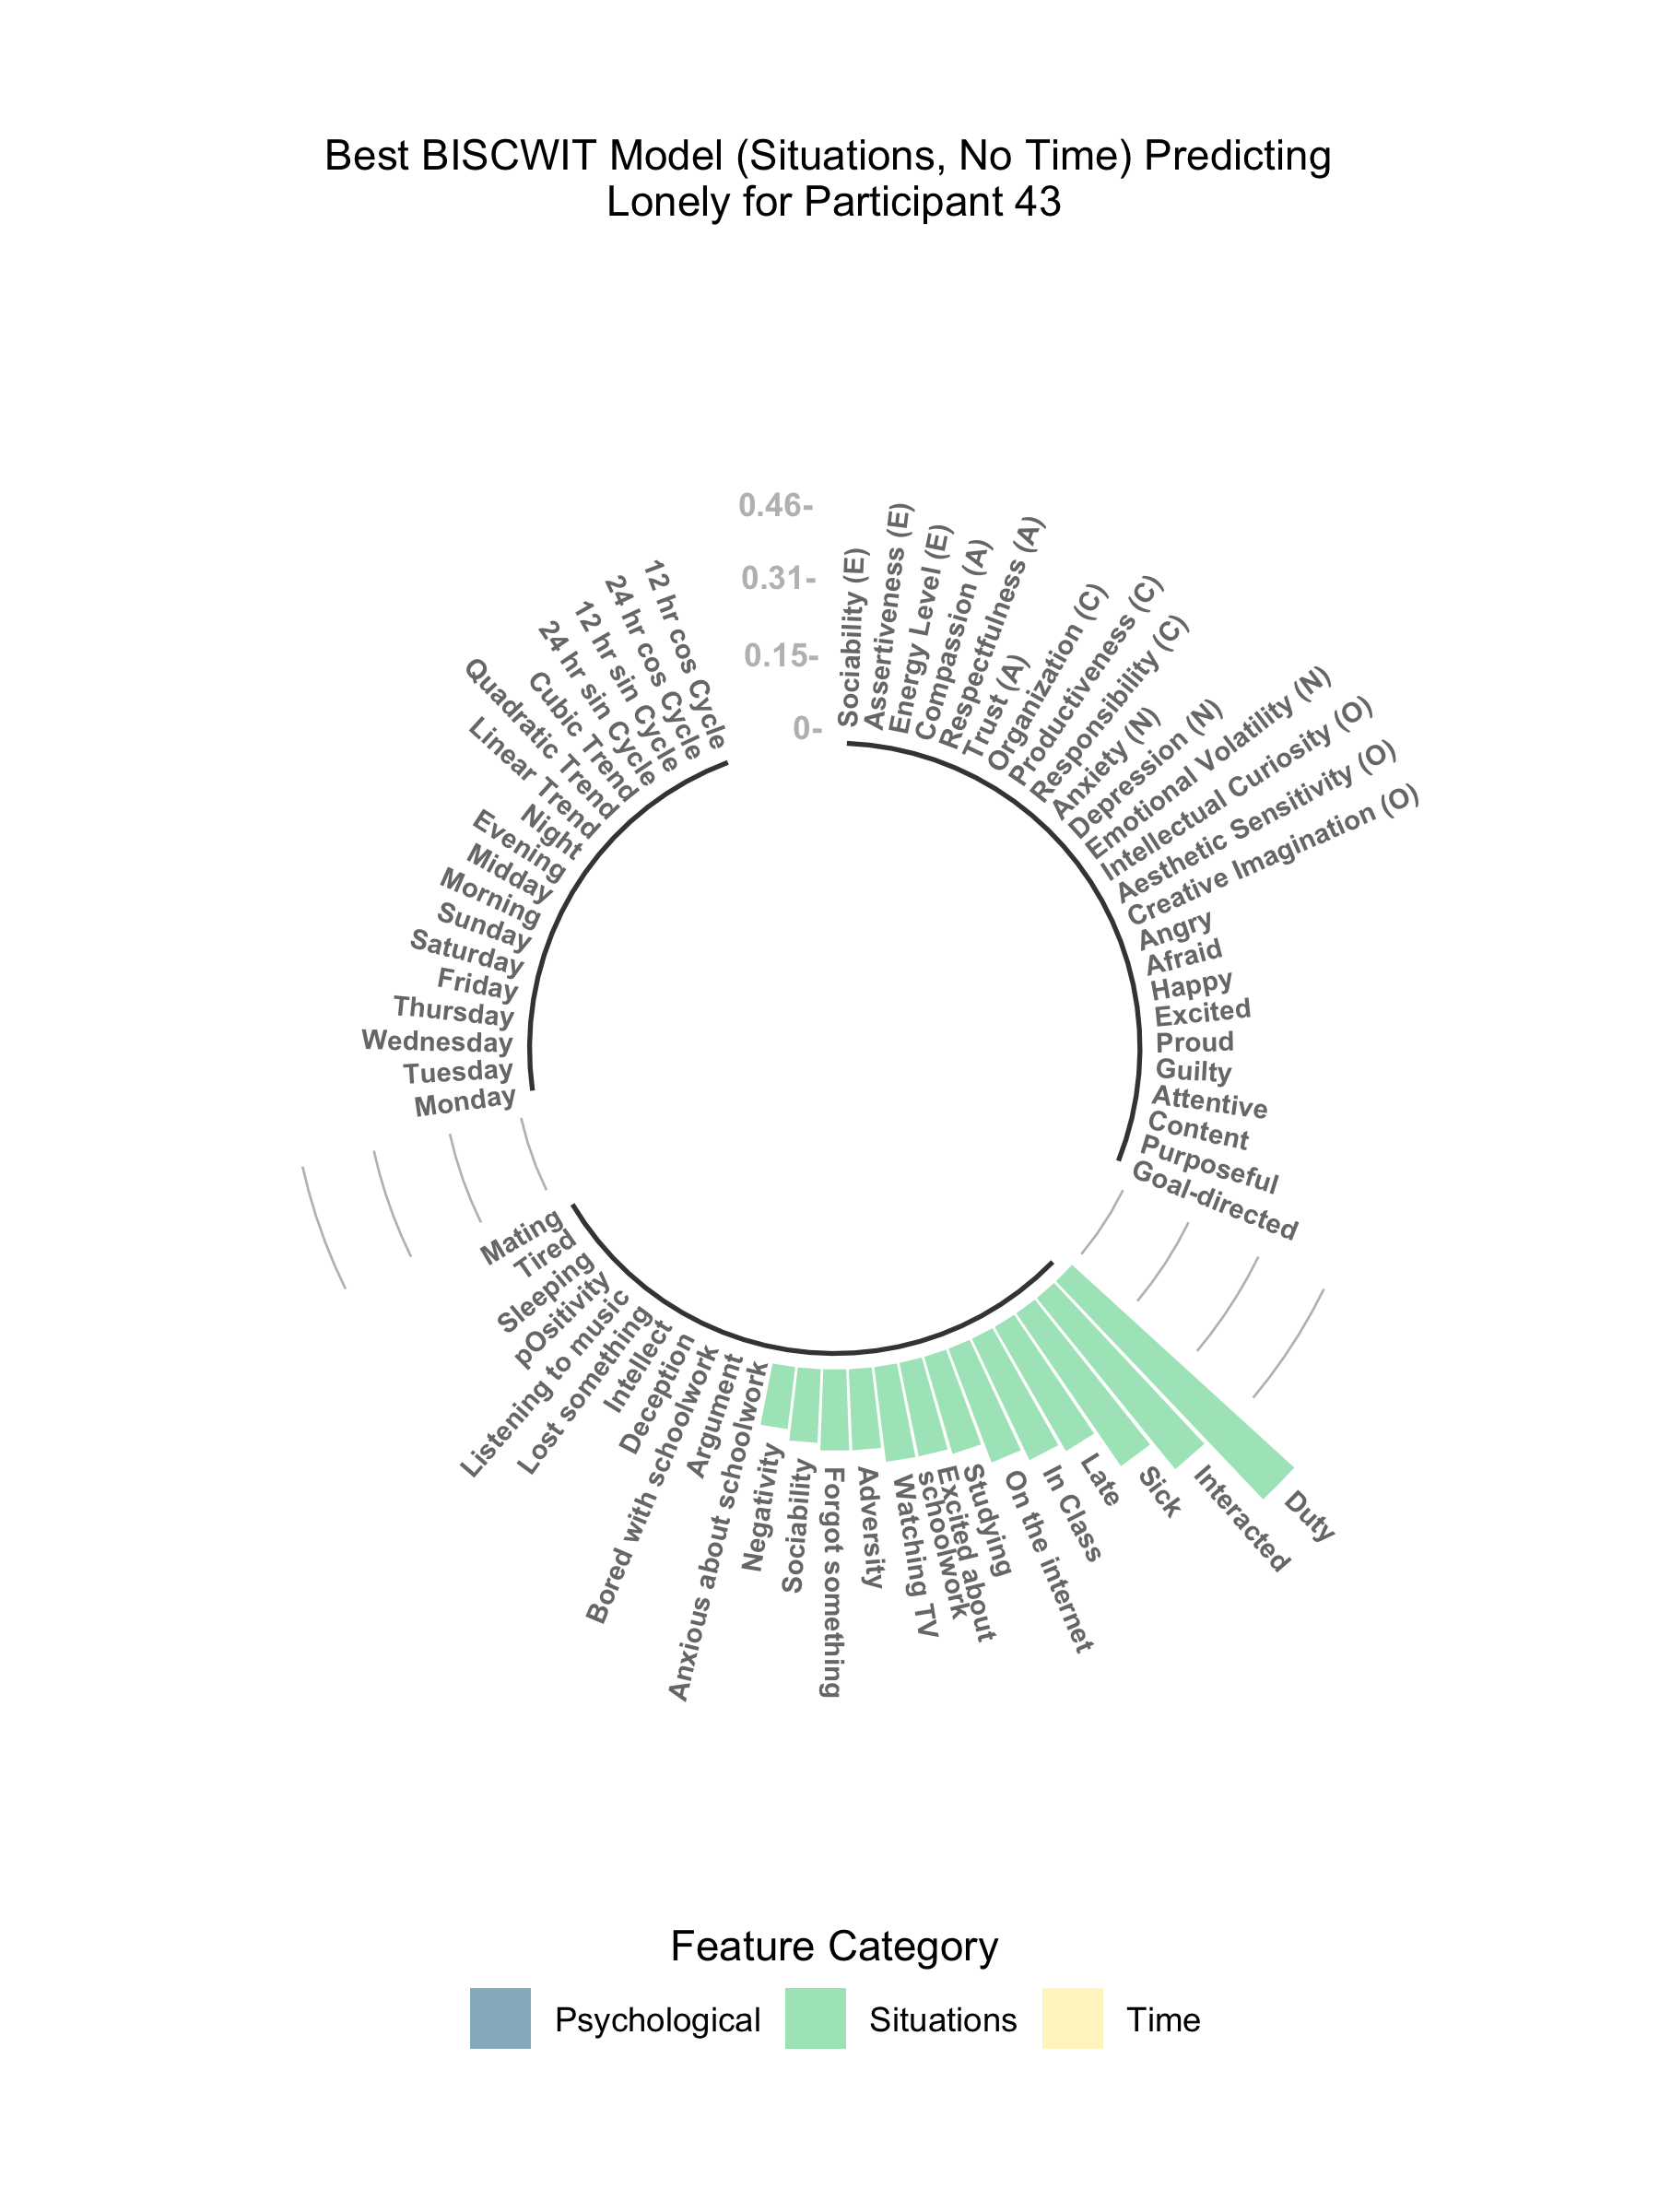 Best BISCWIT Model (Situations, No Time) Predicting
Lonely for Participant 43
0.46-
0.31-
0.15-
0-
Sociability (E)
Assertiveness (E)
Energy Level (E)
Compassion (A)
Respectfulness (A)
Trust (A)
Organization (C)
Productiveness (C)
Responsibility (C)
Anxiety (N)
Depression (N)
Emotional Volatility (N)
Intellectual Curiosity (O)
Aesthetic Sensitivity (O)
Creative Imagination (O)
Angry
Afraid
Happy
Excited
Proud
Guilty
Attentive
Content
Purposeful
Goal-directed
Duty
Interacted
Sick
Late
In Class
On the internet
Studying
Excited about
schoolwork
Watching TV
Adversity
Forgot something
Sociability
Negativity
Anxious about schoolwork
Argument
Bored with schoolwork
Deception
Intellect
Lost something
Listening to music
pOsitivity
Sleeping
Tired
Mating
Monday
Tuesday
Wednesday
Thursday
Friday
Saturday
Sunday
Morning
Midday
Evening
Night
Linear Trend
Quadratic Trend
Cubic Trend
24 hr sin Cycle
12 hr sin Cycle
24 hr cos Cycle
12 hr cos Cycle
Feature Category
Psychological
Situations
Time